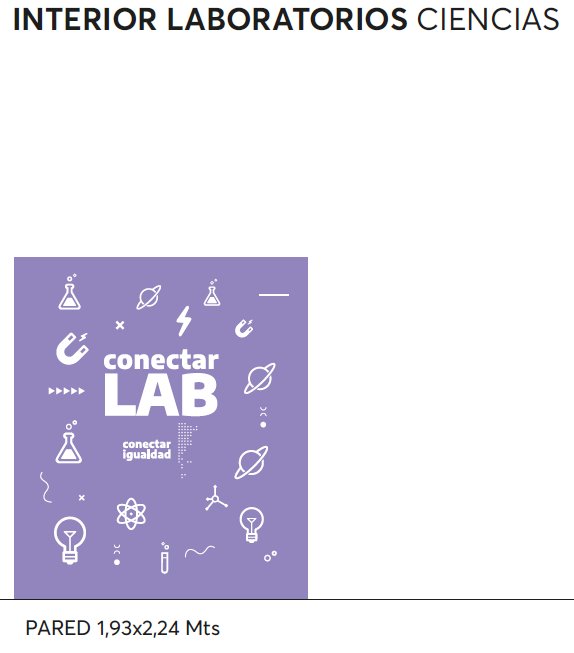 INTERIOR LABORATORIOS CIENCIAS
conectar
LAB
conectar
igualdad
PARED 1,93x2,24 Mts